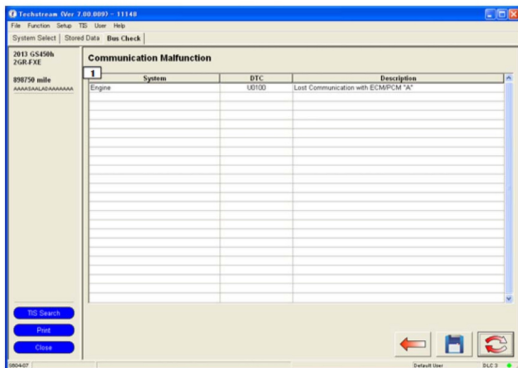 Techstream (Ver 7.00.009) - 11148
File Function Setup TIS User Help
System Select Stored Data Bus Check
2013 GS450h
2GR-FXE
898750 mile
Communication Malfunction
1
System DTC Description
Engine U0100 Lost Communication with ECM/PCM "A"
TIS Search
Print
Close
Default User DLC 3